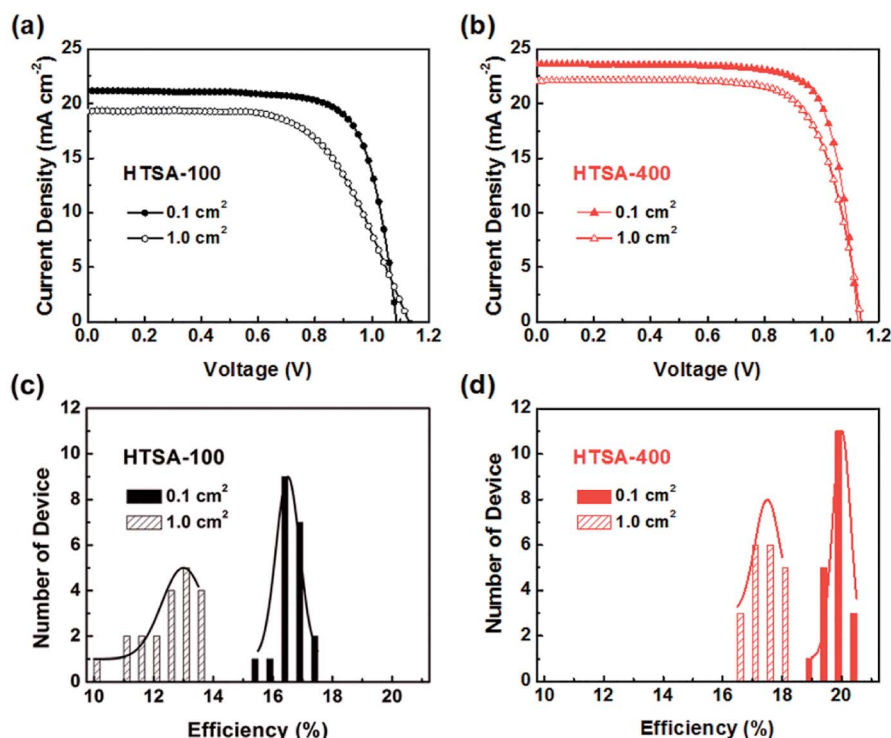 (a)
25
20
15
10
5
0
Current Density (mA cm⁻²)
HTSA-100
0.1 cm²
1.0 cm²
0.0 0.2 0.4 0.6 0.8 1.0 1.2
Voltage (V)
(b)
25
20
15
10
5
0
Current Density (mA cm⁻²)
HTSA-400
0.1 cm²
1.0 cm²
0.0 0.2 0.4 0.6 0.8 1.0 1.2
Voltage (V)
(c)
12
10
8
6
4
2
0
Number of Device
HTSA-100
0.1 cm²
1.0 cm²
10 12 14 16 18 20
Efficiency (%)
(d)
12
10
8
6
4
2
0
Number of Device
HTSA-400
0.1 cm²
1.0 cm²
10 12 14 16 18 20
Efficiency (%)